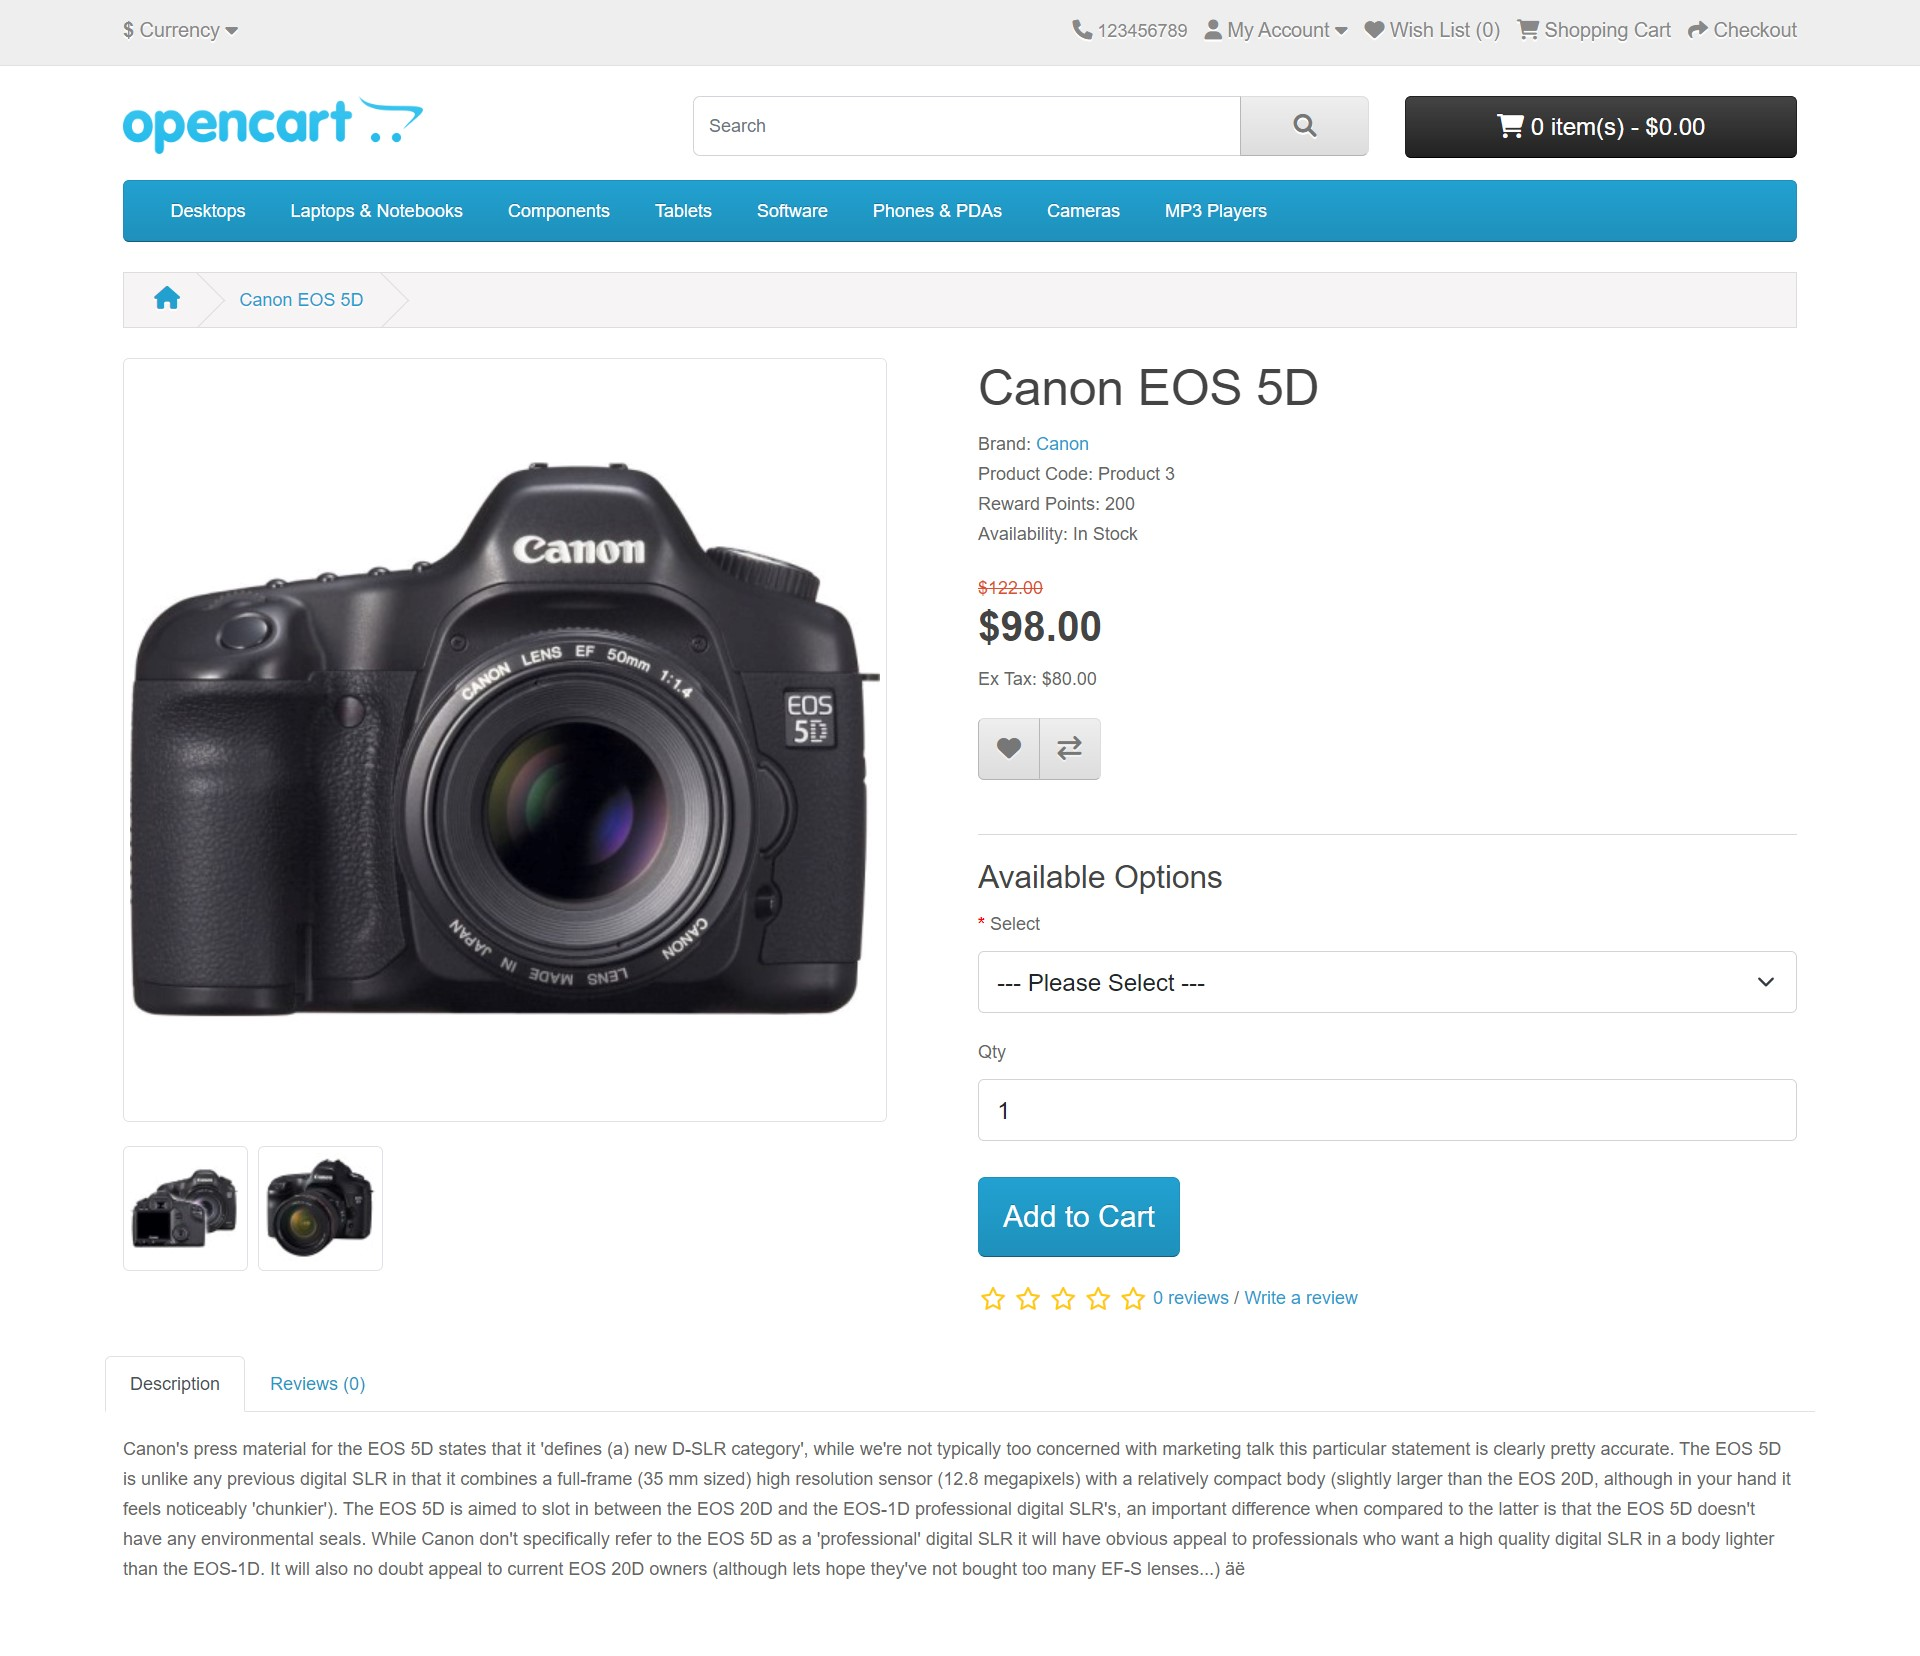 $ Currency
123456789 My Account Wish List (0) Shopping Cart Checkout
opencart
Search
0 item(s) - $0.00
Desktops Laptops & Notebooks Components Tablets Software Phones & PDAs Cameras MP3 Players
Canon EOS 5D
Canon
CANON LENS EF 50mm 1:1.4
EOS
5D
CANON LENS MADE IN JAPAN
Canon EOS 5D
Brand: Canon
Product Code: Product 3
Reward Points: 200
Availability: In Stock
$122.00
$98.00
Ex Tax: $80.00
Available Options
* Select
--- Please Select ---
Qty
1
Add to Cart
0 reviews / Write a review
Description Reviews (0)
Canon's press material for the EOS 5D states that it 'defines (a) new D-SLR category', while we're not typically too concerned with marketing talk this particular statement is clearly pretty accurate. The EOS 5D
is unlike any previous digital SLR in that it combines a full-frame (35 mm sized) high resolution sensor (12.8 megapixels) with a relatively compact body (slightly larger than the EOS 20D, although in your hand it
feels noticeably 'chunkier'). The EOS 5D is aimed to slot in between the EOS 20D and the EOS-1D professional digital SLR's, an important difference when compared to the latter is that the EOS 5D doesn't
have any environmental seals. While Canon don't specifically refer to the EOS 5D as a 'professional' digital SLR it will have obvious appeal to professionals who want a high quality digital SLR in a body lighter
than the EOS-1D. It will also no doubt appeal to current EOS 20D owners (although lets hope they've not bought too many EF-S lenses...) äë